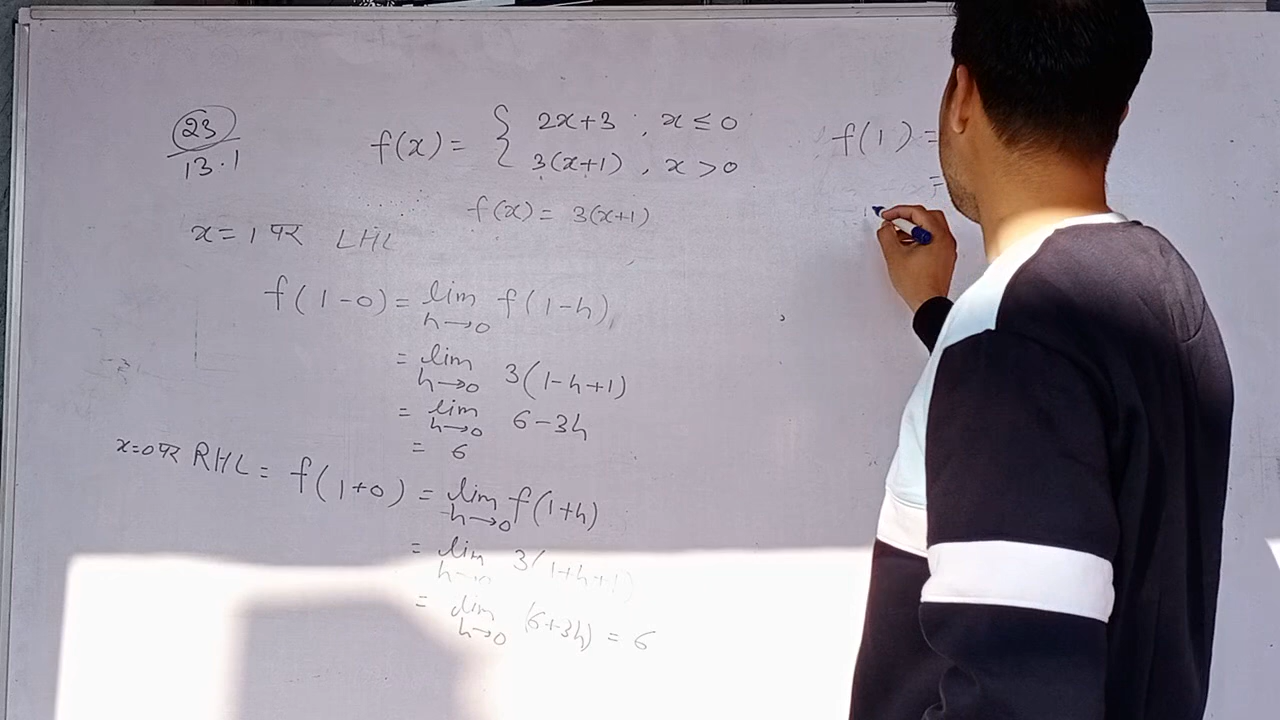 23
13.1
f(x) = { 2x+3 , x ≤ 0
3(x+1) , x > 0
f(x) = 3(x+1)
x=1 पर LHL
f(1-0) = lim h→0 f(1-h)
= lim h→0 3(1-h+1)
= lim h→0 6-3h
= 6
x=0 पर RHL = f(1+0) = lim h→0 f(1+h)
= lim h→0 3(1+h+1)
= lim h→0 (6+3h) = 6
f(1) =
=